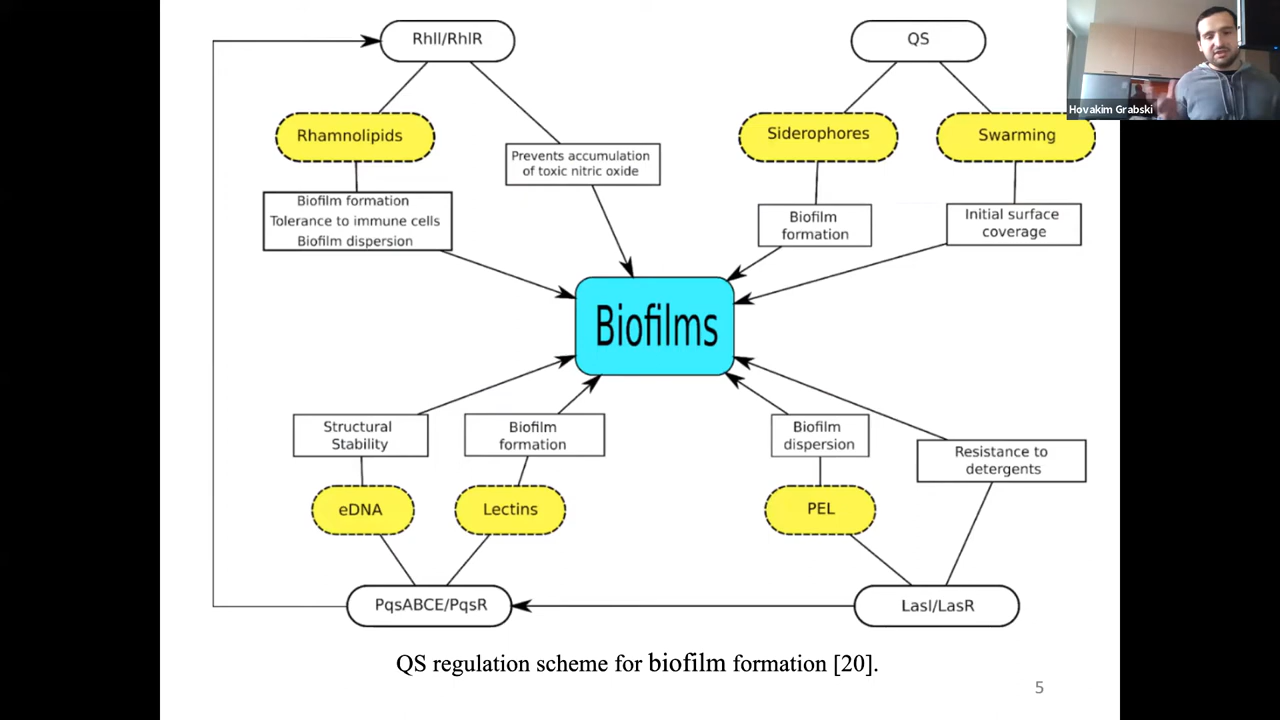 RhlI/RhlR
QS
Hovakim Grabski
Rhamnolipids
Siderophores
Swarming
Prevents accumulation
of toxic nitric oxide
Biofilm formation
Tolerance to immune cells
Biofilm dispersion
Biofilm
formation
Initial surface
coverage
Biofilms
Structural
Stability
Biofilm
formation
Biofilm
dispersion
Resistance to
detergents
eDNA
Lectins
PEL
PqsABCE/PqsR
LasI/LasR
QS regulation scheme for biofilm formation [20].
5